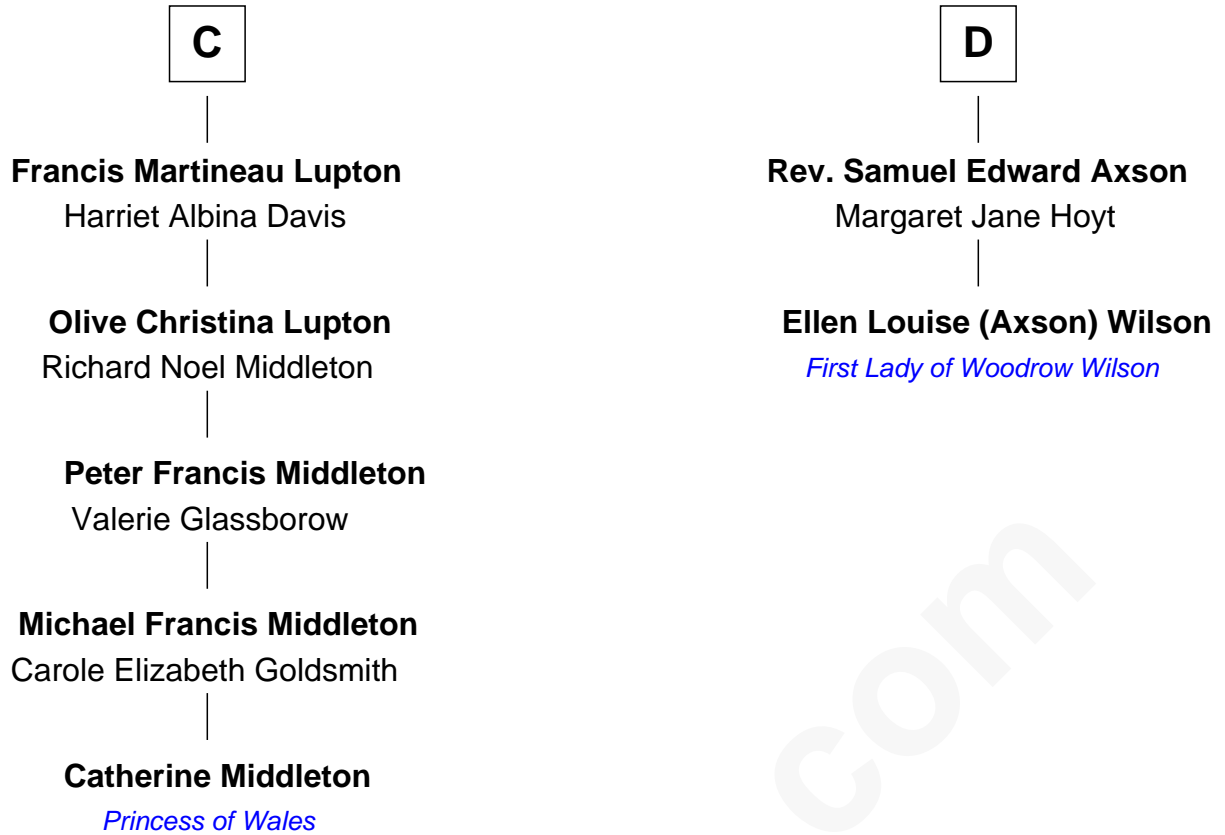 C
Francis Martineau Lupton
Harriet Albina Davis
Olive Christina Lupton
Richard Noel Middleton
Peter Francis Middleton
Valerie Glassborow
Michael Francis Middleton
Carole Elizabeth Goldsmith
Catherine Middleton
Princess of Wales
D
Rev. Samuel Edward Axson
Margaret Jane Hoyt
Ellen Louise (Axson) Wilson
First Lady of Woodrow Wilson
com